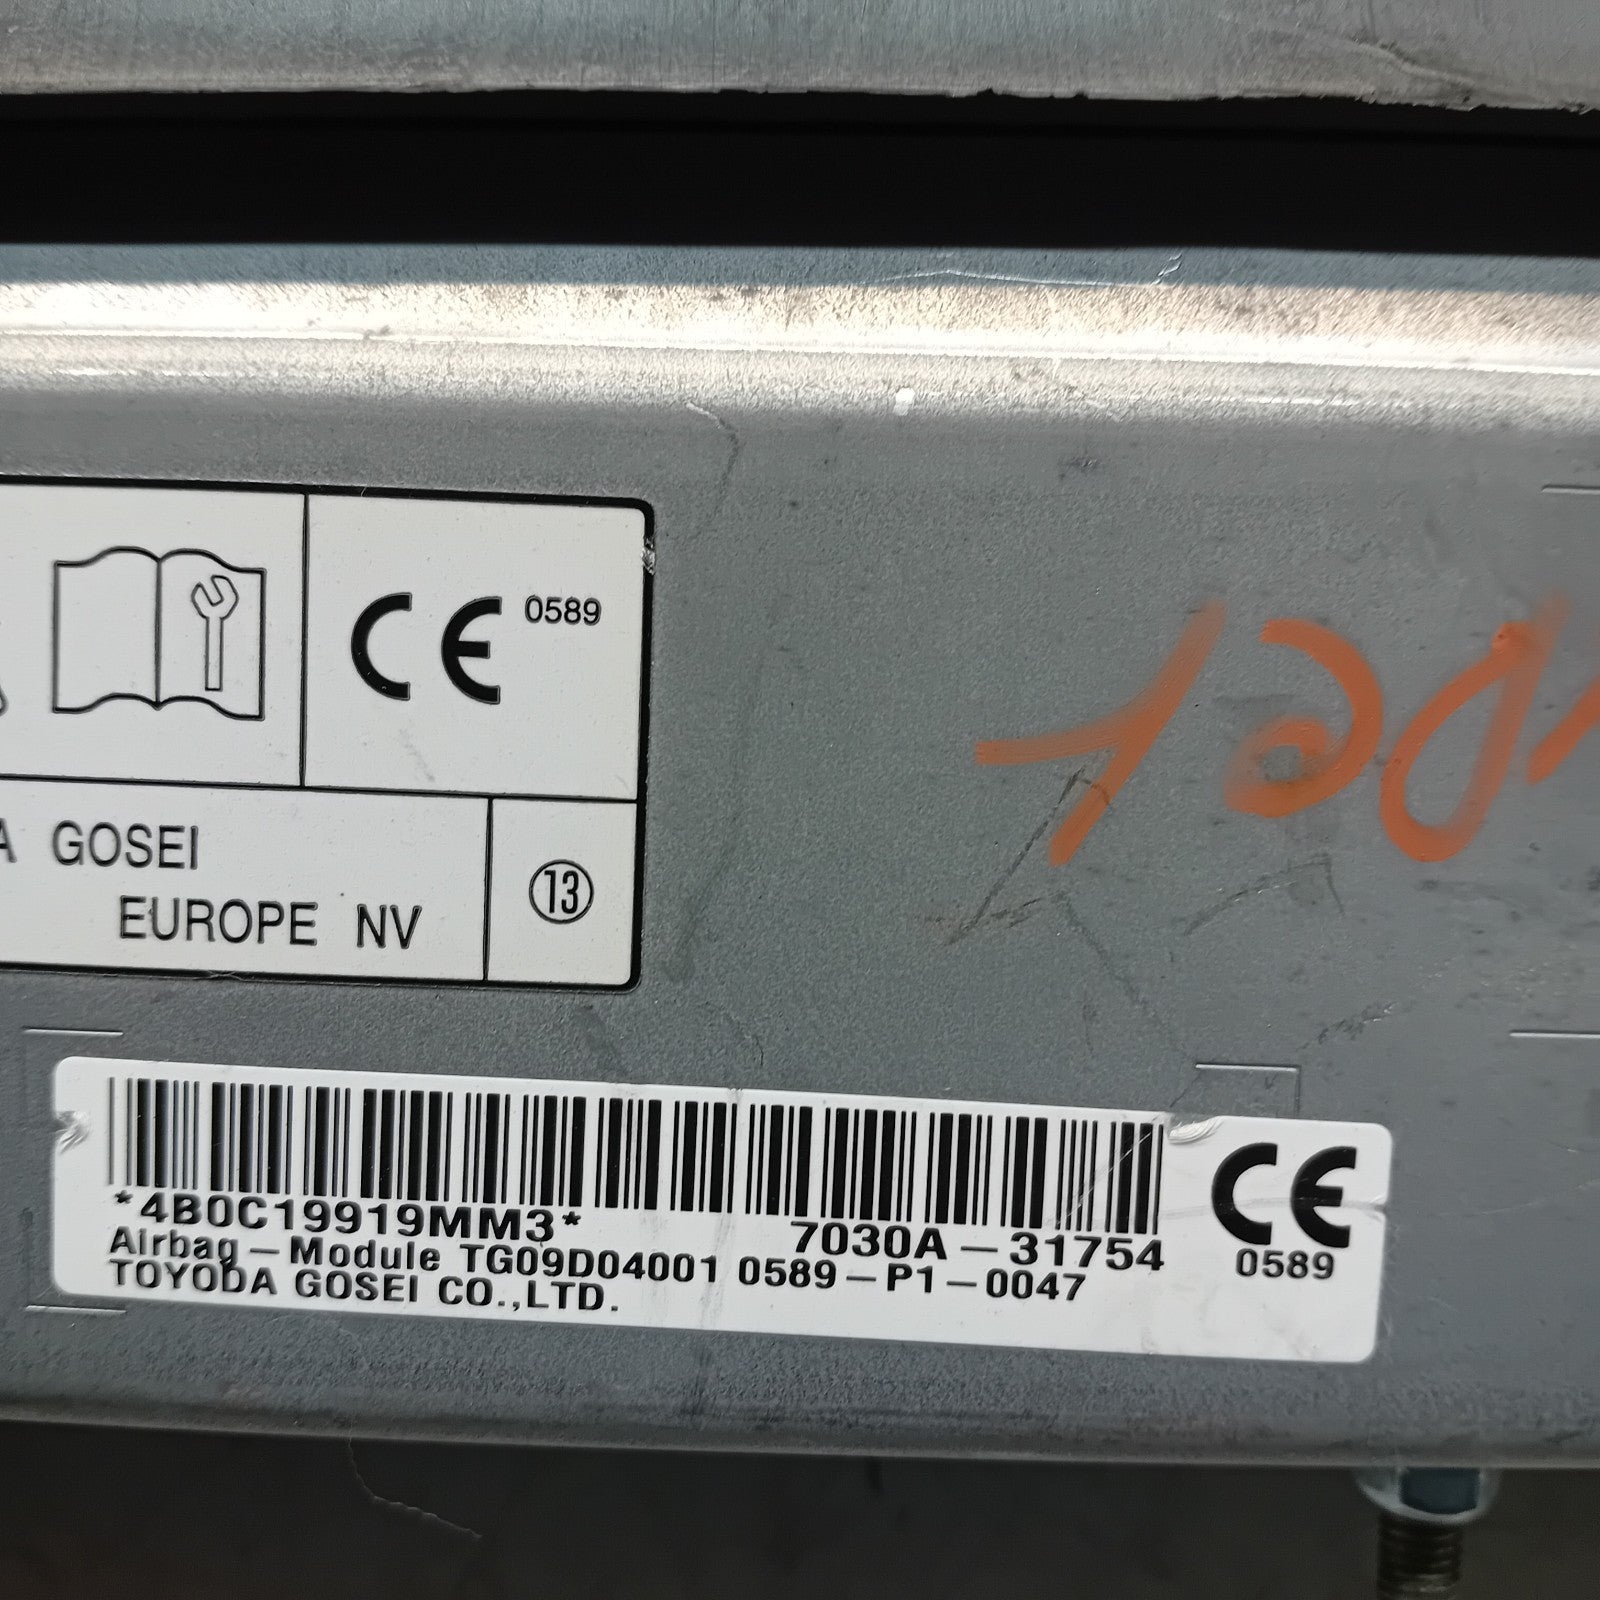 CE 0589
GOSEI
EUROPE NV
13
*4B0C19919MM3* 7030A-31754
Airbag-Module TG09D04001 0589-P1-0047
TOYODA GOSEI CO.,LTD.
CE
0589